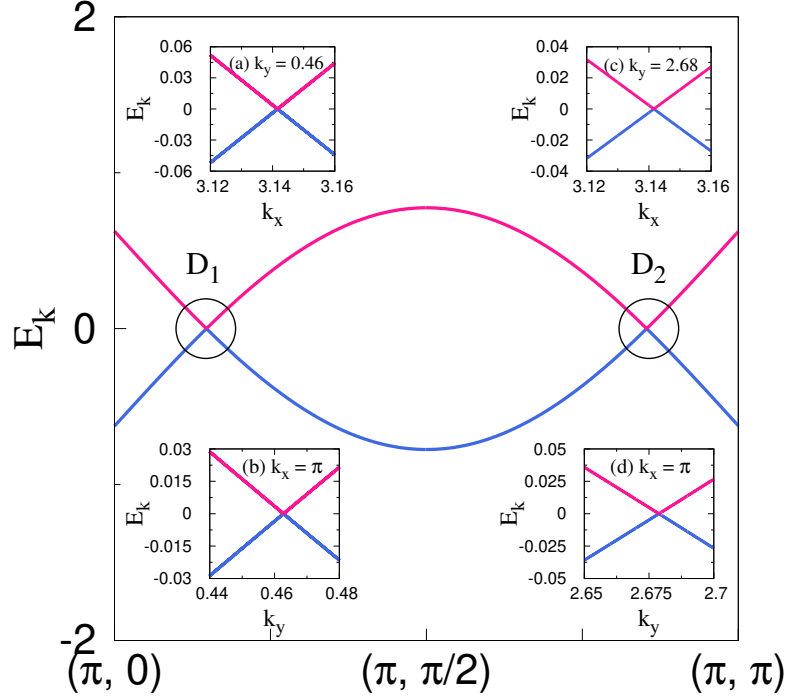 2
0
-2
E_k
(π, 0)
(π, π/2)
(π, π)
D_1
D_2
(a) k_y = 0.46
0.06
0.03
0
-0.03
-0.06
E_k
3.12
3.14
3.16
k_x
(c) k_y = 2.68
0.04
0.02
0
-0.02
-0.04
E_k
3.12
3.14
3.16
k_x
(b) k_x = π
0.03
0.015
0
-0.015
-0.03
E_k
0.44
0.46
0.48
k_y
(d) k_x = π
0.05
0.025
0
-0.025
-0.05
E_k
2.65
2.675
2.7
k_y